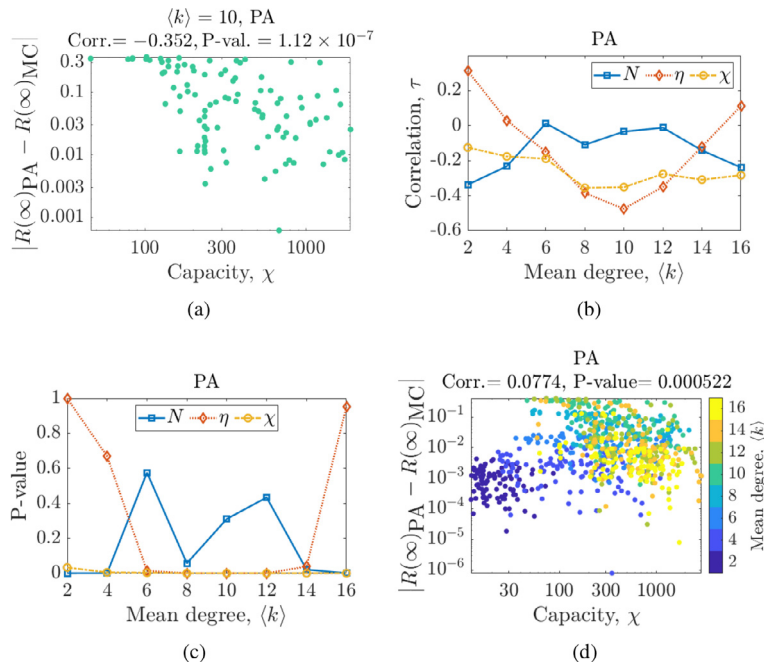 ⟨k⟩ = 10, PA
Corr.= −0.352, P-val. = 1.12 × 10⁻⁷
|R(∞)PA − R(∞)MC|
0.3
0.1
0.03
0.01
0.003
0.001
100 300 1000
Capacity, χ
(a)
PA
N η χ
Correlation, τ
0.2
0
-0.2
-0.4
-0.6
2 4 6 8 10 12 14 16
Mean degree, ⟨k⟩
(b)
PA
N η χ
P-value
1
0.8
0.6
0.4
0.2
0
2 4 6 8 10 12 14 16
Mean degree, ⟨k⟩
(c)
PA
Corr.= 0.0774, P-value= 0.000522
|R(∞)PA − R(∞)MC|
10⁻¹
10⁻²
10⁻³
10⁻⁴
10⁻⁵
10⁻⁶
30 100 300 1000
Capacity, χ
16
14
12
10
8
6
4
2
Mean degree, ⟨k⟩
(d)